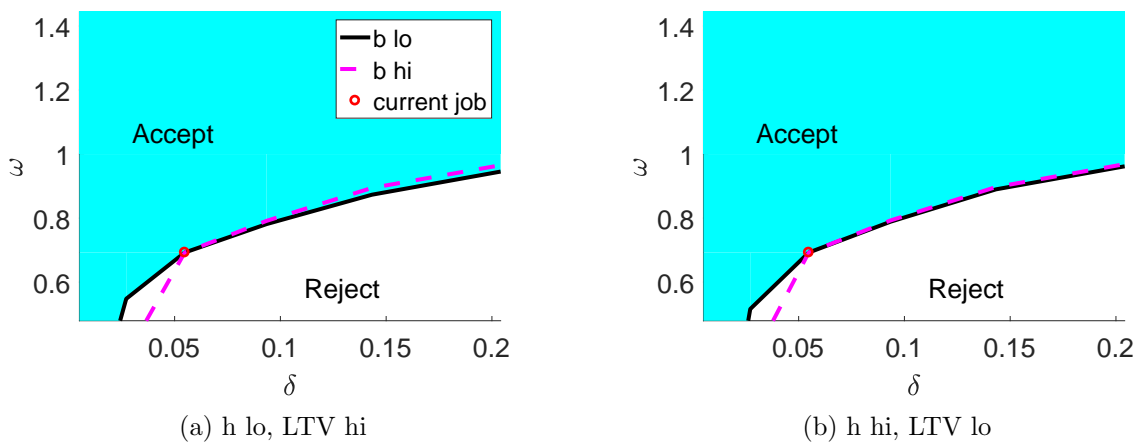 1.4
1.2
1
0.8
0.6
ω
b lo
b hi
current job
Accept
Reject
0.05 0.1 0.15 0.2
δ
(a) h lo, LTV hi
1.4
1.2
1
0.8
0.6
ω
Accept
Reject
0.05 0.1 0.15 0.2
δ
(b) h hi, LTV lo